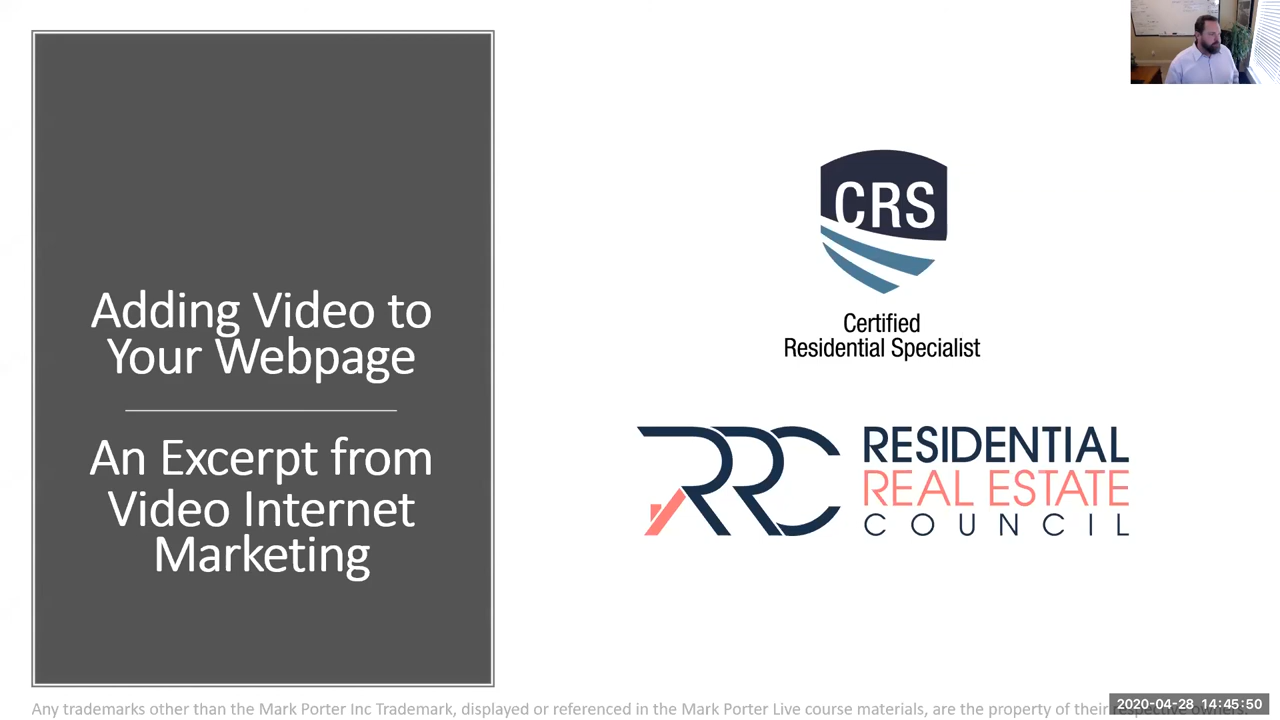 Adding Video to
Your Webpage
An Excerpt from
Video Internet
Marketing
CRS
Certified
Residential Specialist
RRC
RESIDENTIAL
REAL ESTATE
COUNCIL
Any trademarks other than the Mark Porter Inc Trademark, displayed or referenced in the Mark Porter Live course materials, are the property of their respective owners.
2020-04-28 14:45:50